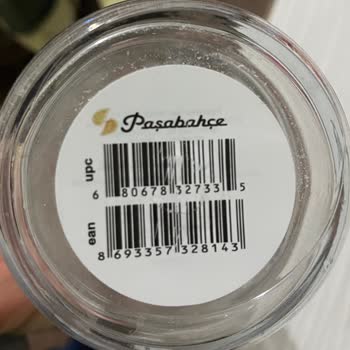 Paşabahçe
upc
6 80678 32733 5
ean
8 693357 328143